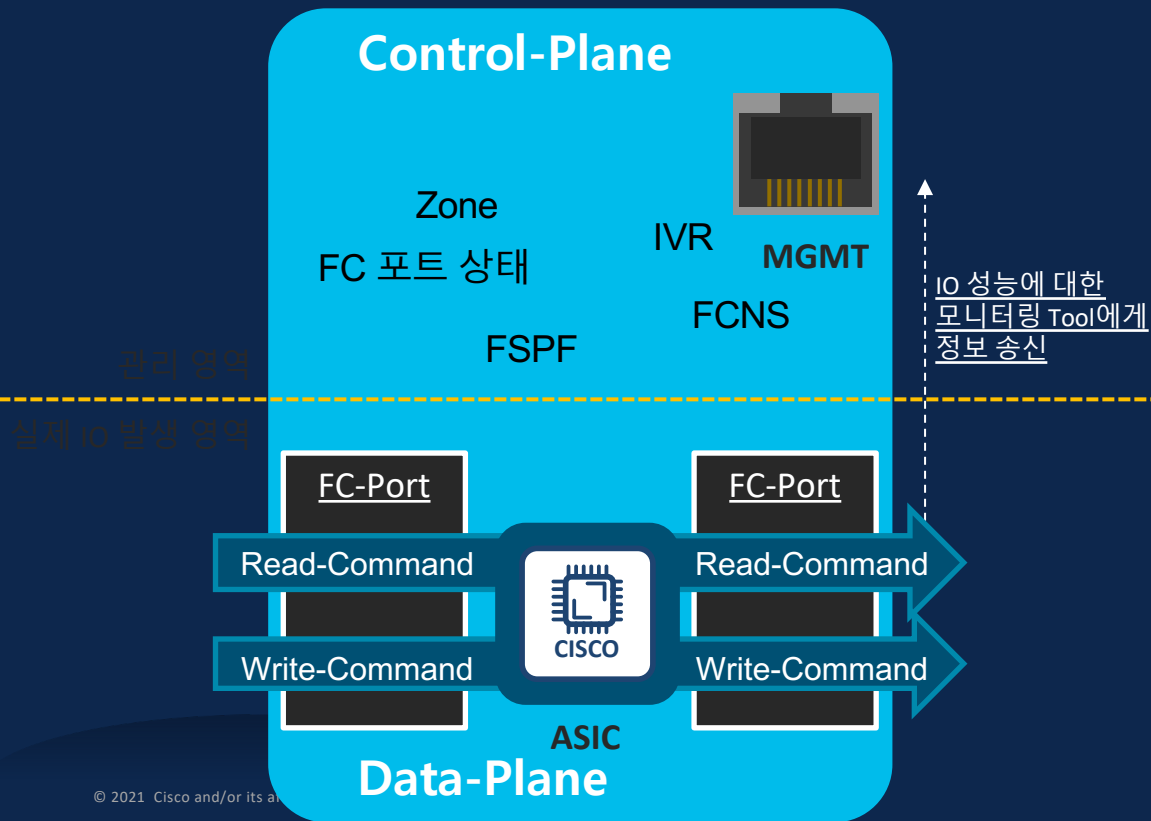 Control-Plane
Zone
IVR
FC 포트 상태
MGMT
FCNS
FSPF
IO 성능에 대한
모니터링 Tool에게
정보 송신
관리 영역
실제 IO 발생 영역
FC-Port
FC-Port
Read-Command
Read-Command
CISCO
Write-Command
Write-Command
ASIC
Data-Plane
© 2021 Cisco and/or its